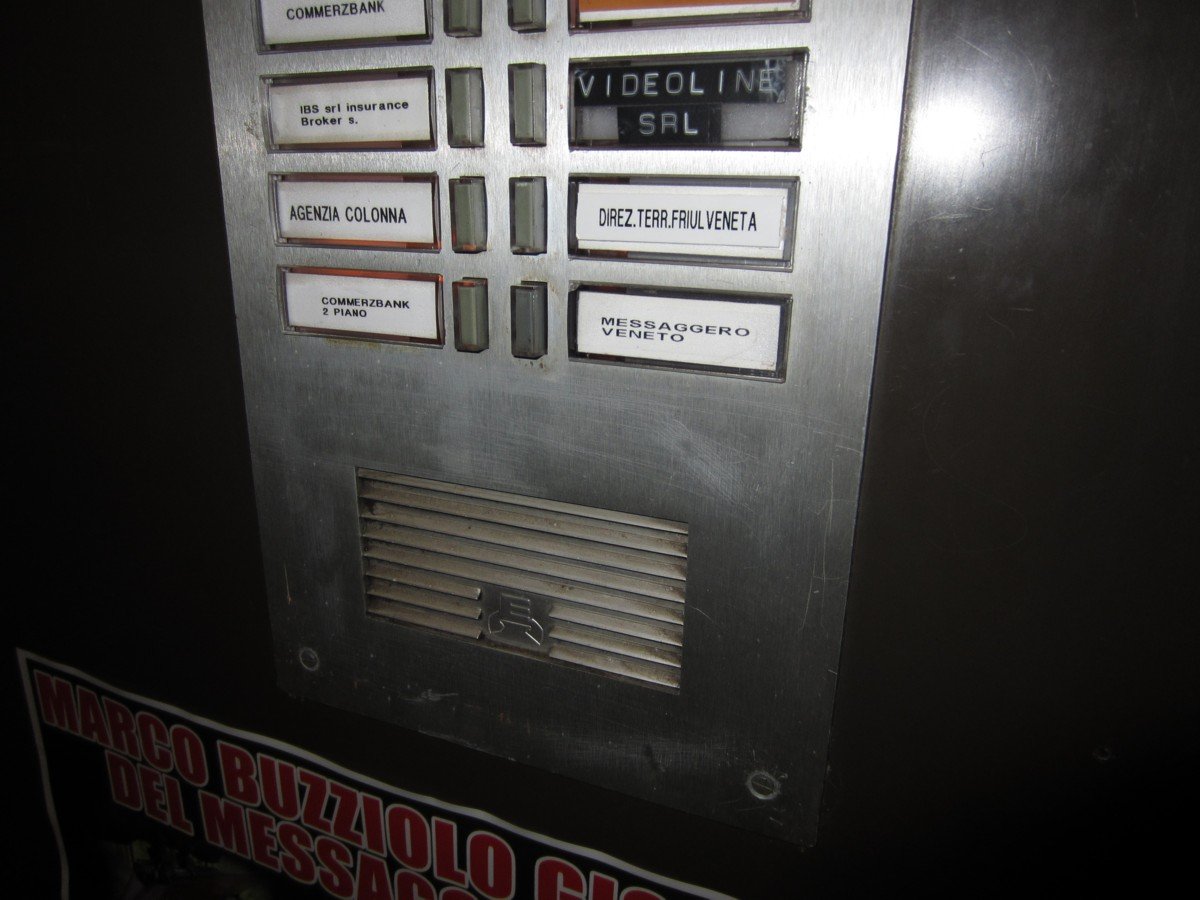 COMMERZBANK
IBS srl insurance
Broker s.
AGENZIA COLONNA
COMMERZBANK
2 PIANO
VIDEOLINE
SRL
DIREZ.TERR.FRIULVENETA
MESSAGGERO
VENETO
MARCO BUZZIOLO
DEL